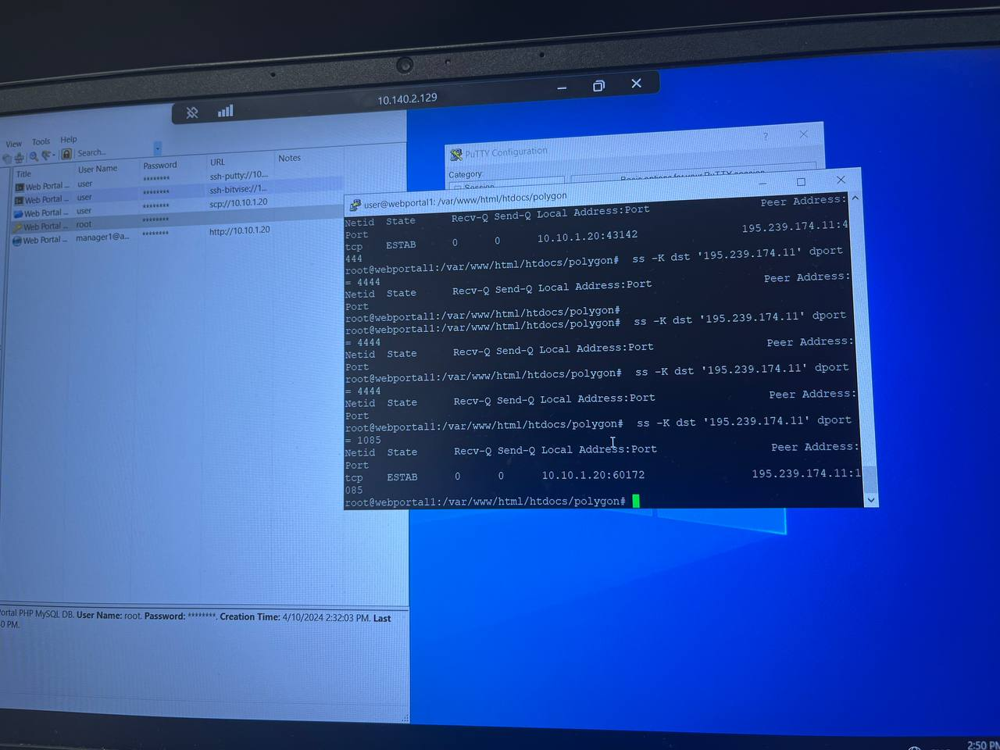 10.140.2.129
View Tools Help
Search...
Title User Name Password URL Notes
Web Portal ... user ******** ssh-putty://10....
Web Portal ... user ******** ssh-bitvise://1...
Web Portal ... user ******** scp://10.10.1.20
Web Portal ... root ********
Web Portal ... manager1@a... ******** http://10.10.1.20
PuTTY Configuration
? ×
Category:
Session
Basic options for your PuTTY session
user@webportal1: /var/www/html/htdocs/polygon
Netid State Recv-Q Send-Q Local Address:Port Peer Address:
Port
tcp ESTAB 0 0 10.10.1.20:43142 195.239.174.11:4
444
root@webportal1:/var/www/html/htdocs/polygon# ss -K dst '195.239.174.11' dport
= 4444
Netid State Recv-Q Send-Q Local Address:Port Peer Address:
Port
root@webportal1:/var/www/html/htdocs/polygon#
root@webportal1:/var/www/html/htdocs/polygon# ss -K dst '195.239.174.11' dport
= 4444
Netid State Recv-Q Send-Q Local Address:Port Peer Address:
Port
root@webportal1:/var/www/html/htdocs/polygon# ss -K dst '195.239.174.11' dport
= 4444
Netid State Recv-Q Send-Q Local Address:Port Peer Address:
Port
root@webportal1:/var/www/html/htdocs/polygon# ss -K dst '195.239.174.11' dport
= 1085
Netid State Recv-Q Send-Q Local Address:Port Peer Address:
Port
tcp ESTAB 0 0 10.10.1.20:60172 195.239.174.11:1
085
root@webportal1:/var/www/html/htdocs/polygon#
ortal PHP MySQL DB. User Name: root. Password: ********. Creation Time: 4/10/2024 2:32:03 PM. Last
0 PM.
2:50 PM